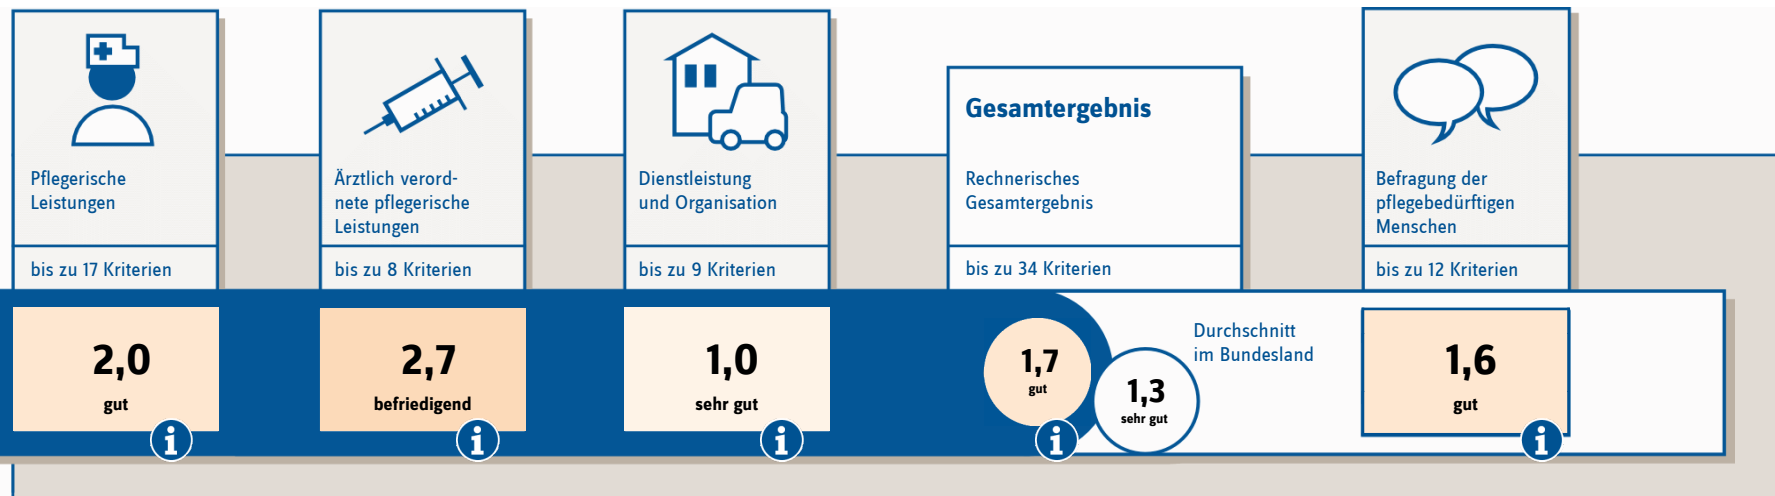 Pflegerische
Leistungen
bis zu 17 Kriterien
2,0
gut
i
Ärztlich verord-
nete pflegerische
Leistungen
bis zu 8 Kriterien
2,7
befriedigend
i
Dienstleistung
und Organisation
bis zu 9 Kriterien
1,0
sehr gut
i
Gesamtergebnis
Rechnerisches
Gesamtergebnis
bis zu 34 Kriterien
1,7
gut
i
1,3
sehr gut
Durchschnitt
im Bundesland
Befragung der
pflegebedürftigen
Menschen
bis zu 12 Kriterien
1,6
gut
i